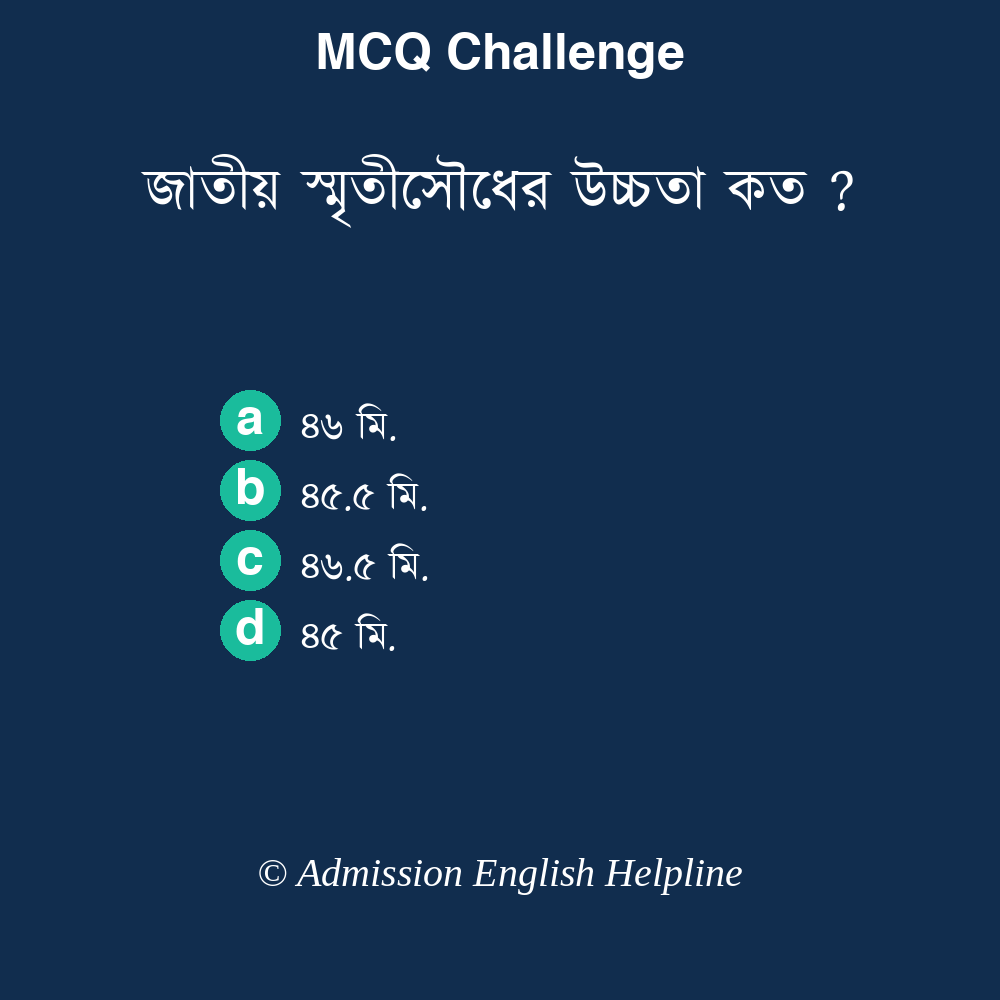 MCQ Challenge
জাতীয় স্মৃতীসৌধের উচ্চতা কত ?
a ৪৬ মি.
b ৪৫.৫ মি.
c ৪৬.৫ মি.
d ৪৫ মি.
© Admission English Helpline